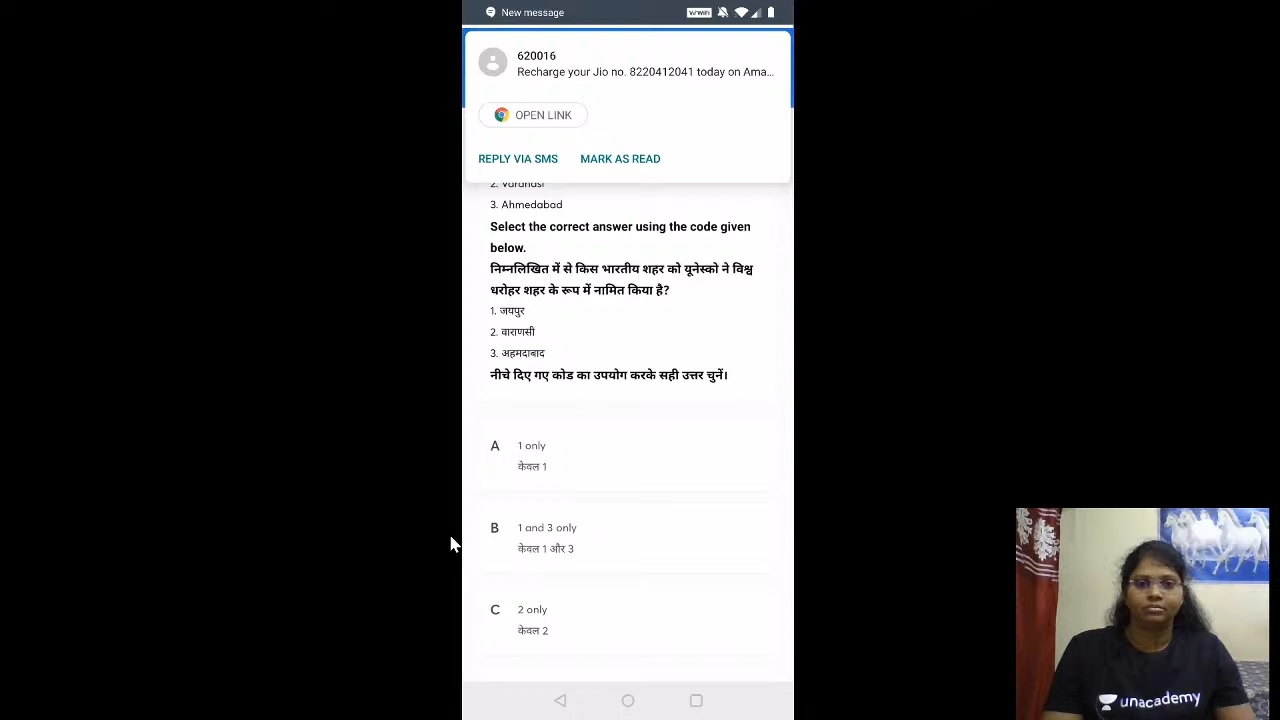 New message
620016
Recharge your Jio no. 8220412041 today on Ama...
OPEN LINK
REPLY VIA SMS MARK AS READ
2. Varanasi
3. Ahmedabad
Select the correct answer using the code given
below.
निम्नलिखित में से किस भारतीय शहर को यूनेस्को ने विश्व
धरोहर शहर के रूप में नामित किया है?
1. जयपुर
2. वाराणसी
3. अहमदाबाद
नीचे दिए गए कोड का उपयोग करके सही उत्तर चुनें।
A 1 only
केवल 1
B 1 and 3 only
केवल 1 और 3
C 2 only
केवल 2
unacademy